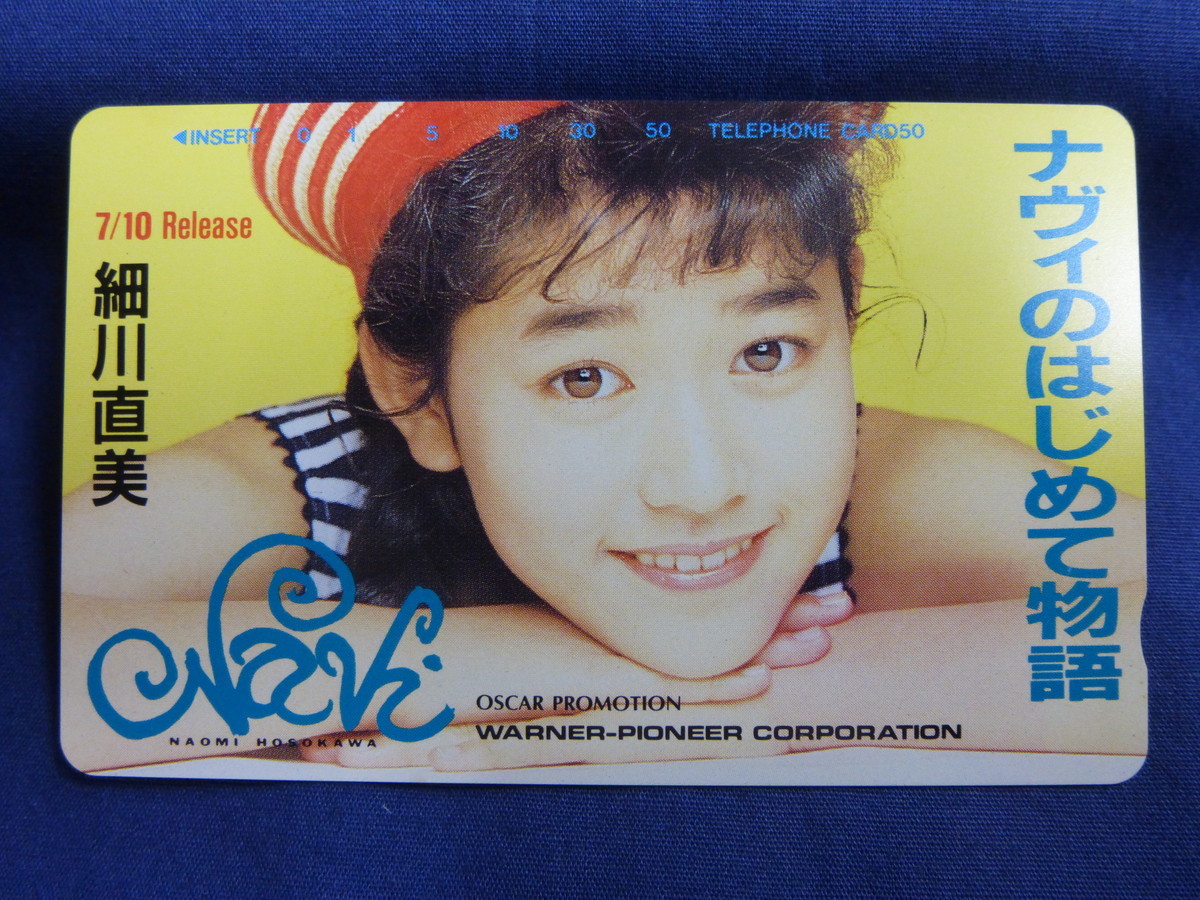 ◀INSERT 0 1 5 10 30 50 TELEPHONE CARD50
7/10 Release
細川直美
ナヴィのはじめて物語
Navi
NAOMI HOSOKAWA
OSCAR PROMOTION
WARNER-PIONEER CORPORATION